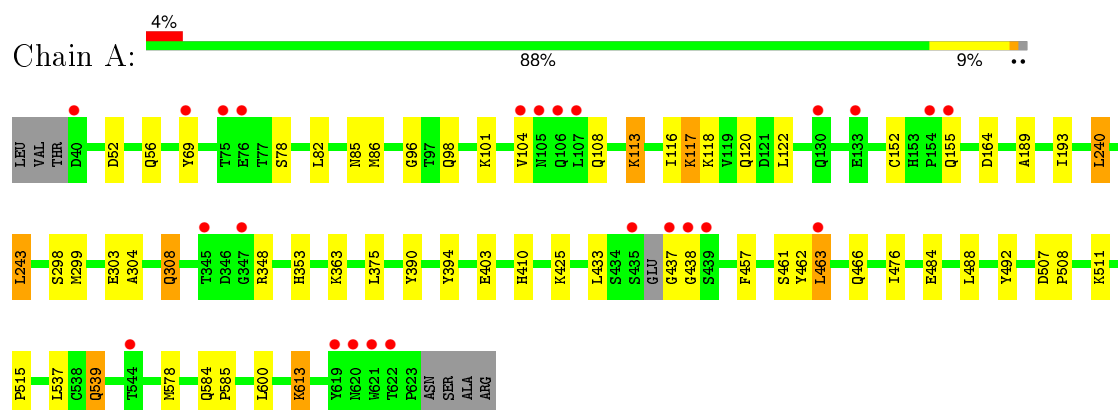 4%
Chain A:
88%
9%
LEU VAL THR D40 D52 Q56 Y69 T75 E76 T77 S78 L82 N85 M86 G96 T97 Q98 K101 V104 N105 Q106 L107 Q108 K113 I116 K117 K118 V119 Q120 D121 L122 Q130 E133 C152 H153 P154 Q155 D164 A189 I193 L240
L243 S298 M299 E303 A304 Q308 T345 D346 G347 R348 H353 K363 L375 Y390 Y394 E403 H410 K425 L433 S434 S435 GLU G437 G438 S439 F457 S461 Y462 L463 Q466 I476 E484 L488 Y492 D507 P508 K511
P515 L537 C538 Q539 T544 M578 Q584 P585 L600 K613 Y619 N620 W621 T622 P623 ASN SER ALA ARG